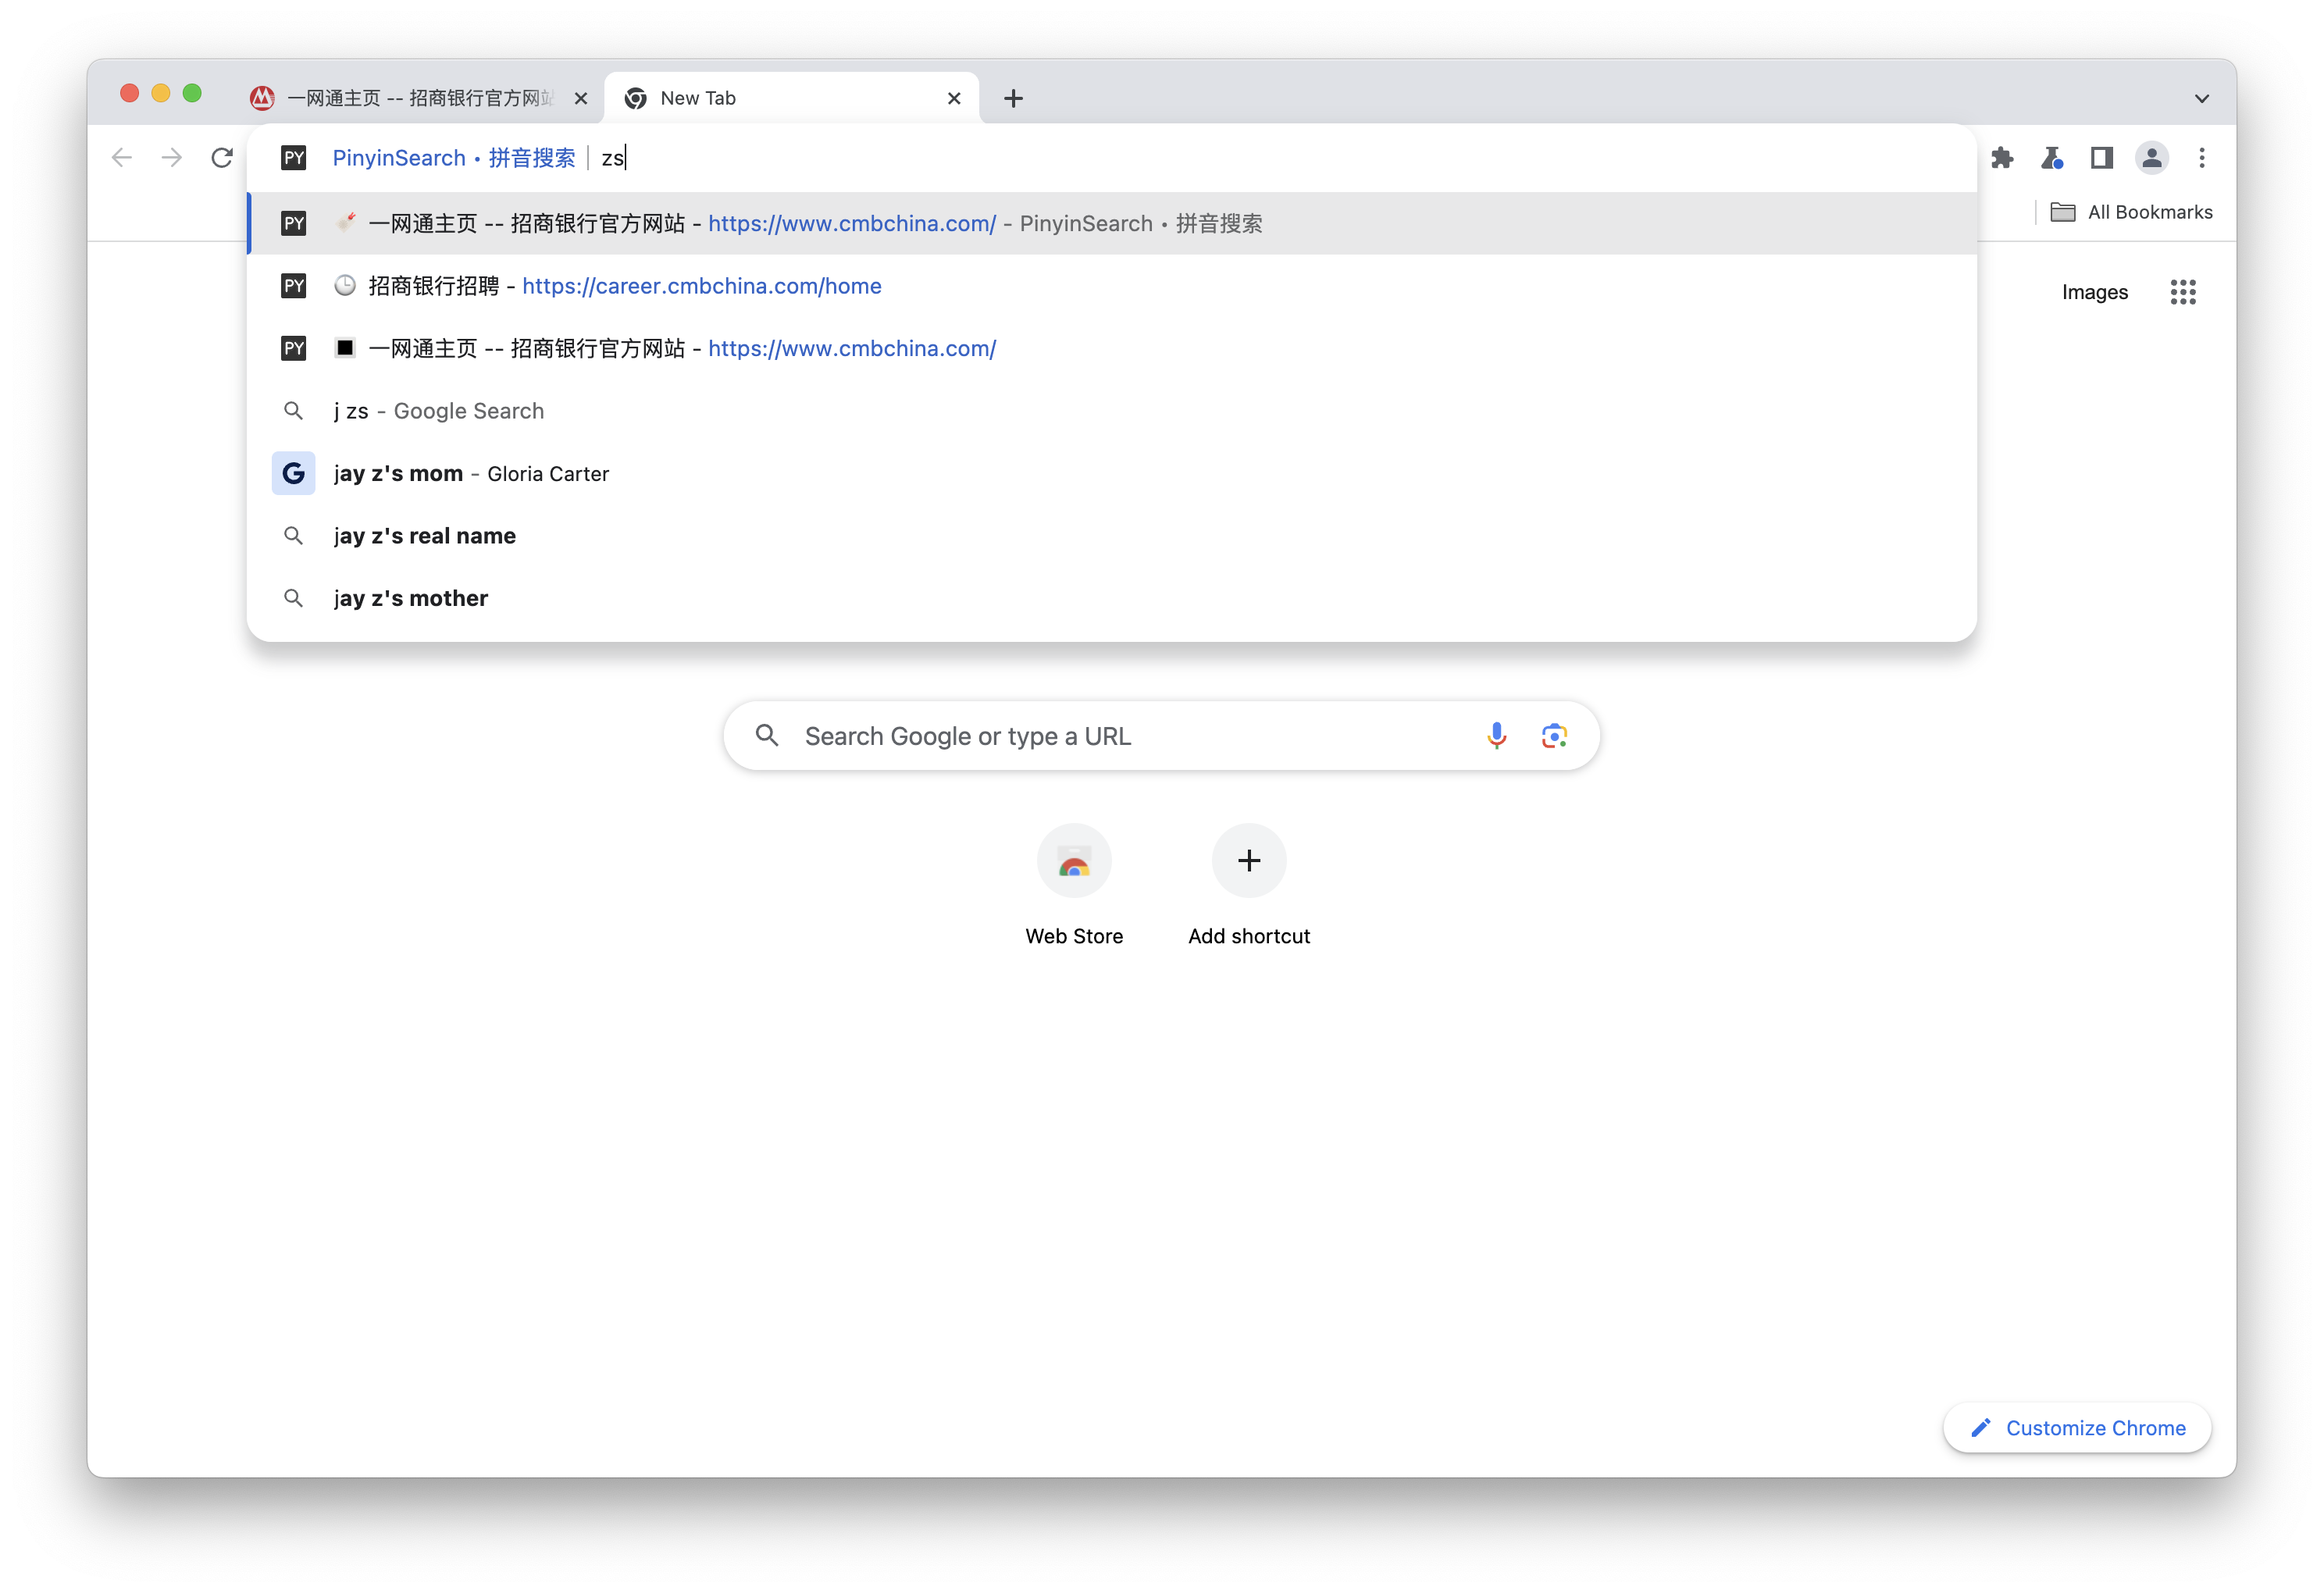 一网通主页 -- 招商银行官方网站
New Tab
PY PinyinSearch • 拼音搜索 zs
PY 一网通主页 -- 招商银行官方网站 - https://www.cmbchina.com/ - PinyinSearch • 拼音搜索
All Bookmarks
PY 招商银行招聘 - https://career.cmbchina.com/home
Images
PY 一网通主页 -- 招商银行官方网站 - https://www.cmbchina.com/
j zs - Google Search
G jay z's mom - Gloria Carter
jay z's real name
jay z's mother
Search Google or type a URL
Web Store
Add shortcut
Customize Chrome